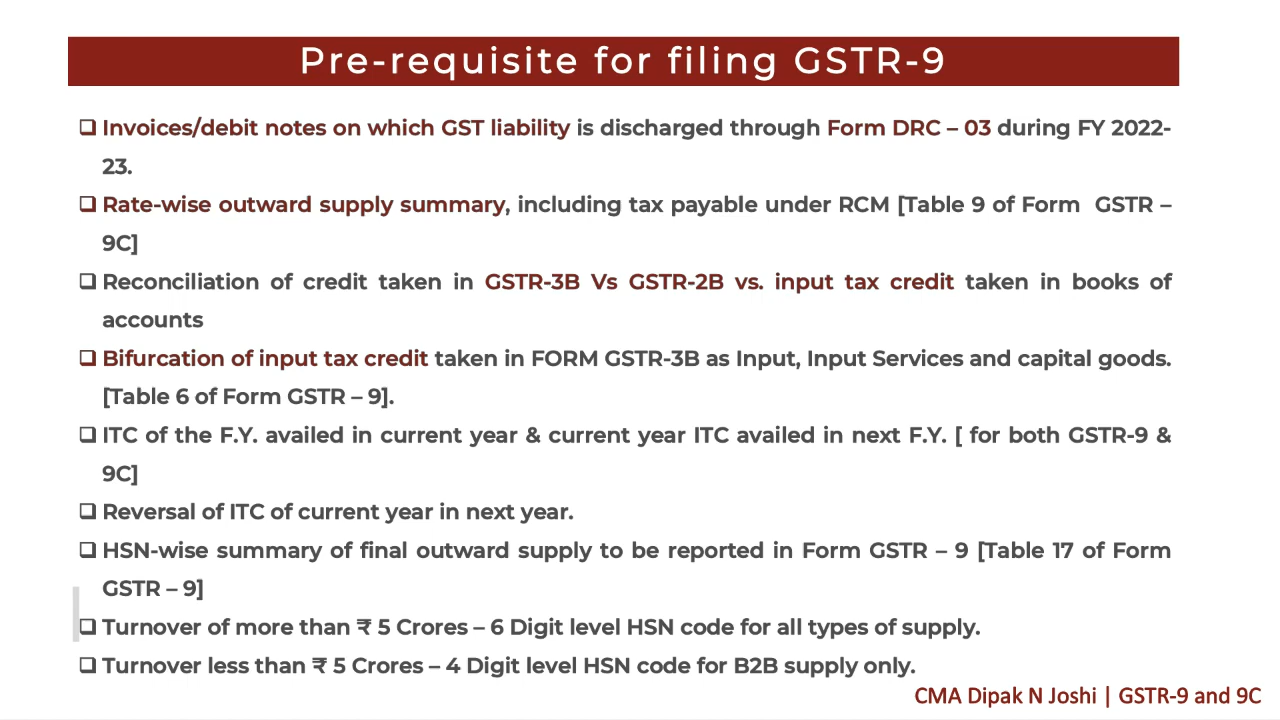 Pre-requisite for filing GSTR-9
❑ Invoices/debit notes on which GST liability is discharged through Form DRC – 03 during FY 2022-
23.
❑ Rate-wise outward supply summary, including tax payable under RCM [Table 9 of Form GSTR –
9C]
❑ Reconciliation of credit taken in GSTR-3B Vs GSTR-2B vs. input tax credit taken in books of
accounts
❑ Bifurcation of input tax credit taken in FORM GSTR-3B as Input, Input Services and capital goods.
[Table 6 of Form GSTR – 9].
❑ ITC of the F.Y. availed in current year & current year ITC availed in next F.Y. [ for both GSTR-9 &
9C]
❑ Reversal of ITC of current year in next year.
❑ HSN-wise summary of final outward supply to be reported in Form GSTR – 9 [Table 17 of Form
GSTR – 9]
❑ Turnover of more than ₹ 5 Crores – 6 Digit level HSN code for all types of supply.
❑ Turnover less than ₹ 5 Crores – 4 Digit level HSN code for B2B supply only.
CMA Dipak N Joshi | GSTR-9 and 9C